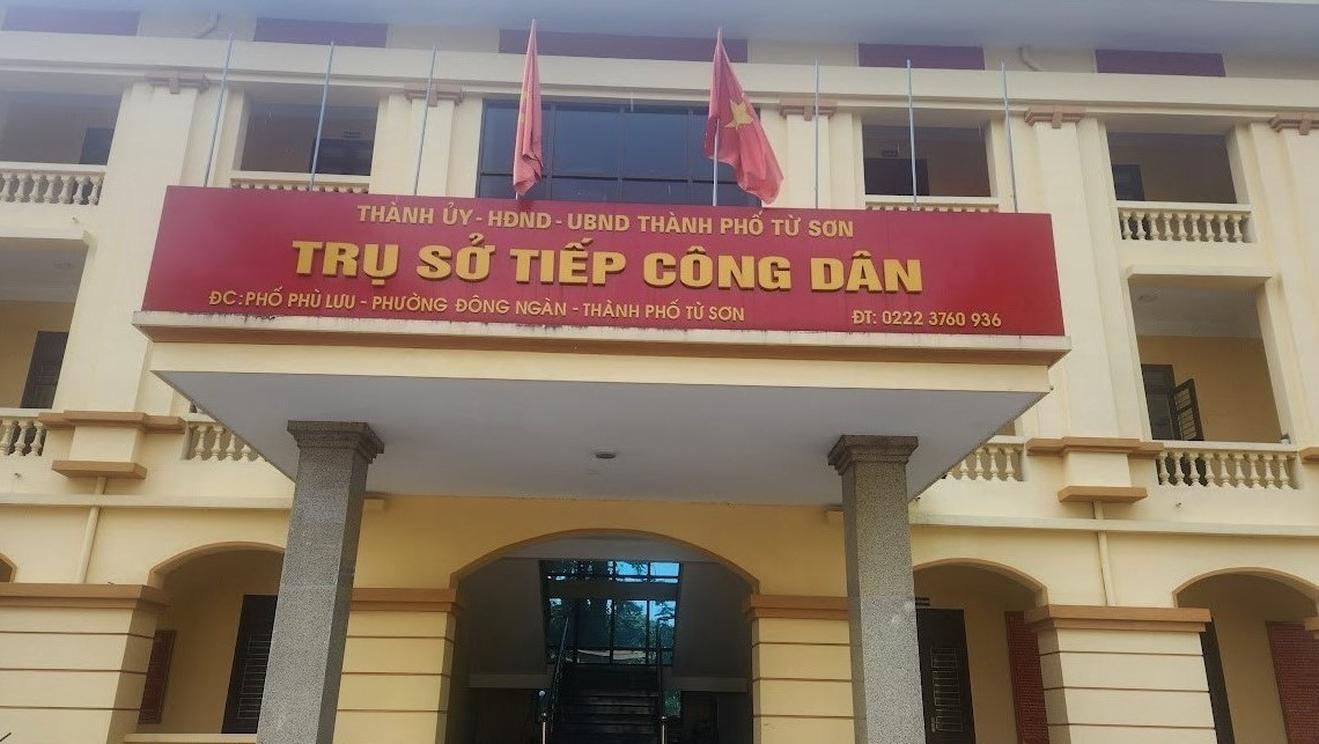 THÀNH ỦY - HĐND - UBND THÀNH PHỐ TỪ SƠN
TRỤ SỞ TIẾP CÔNG DÂN
ĐC: PHỐ PHÙ LƯU - PHƯỜNG ĐÔNG NGÀN - THÀNH PHỐ TỪ SƠN ĐT: 0222 3760 936